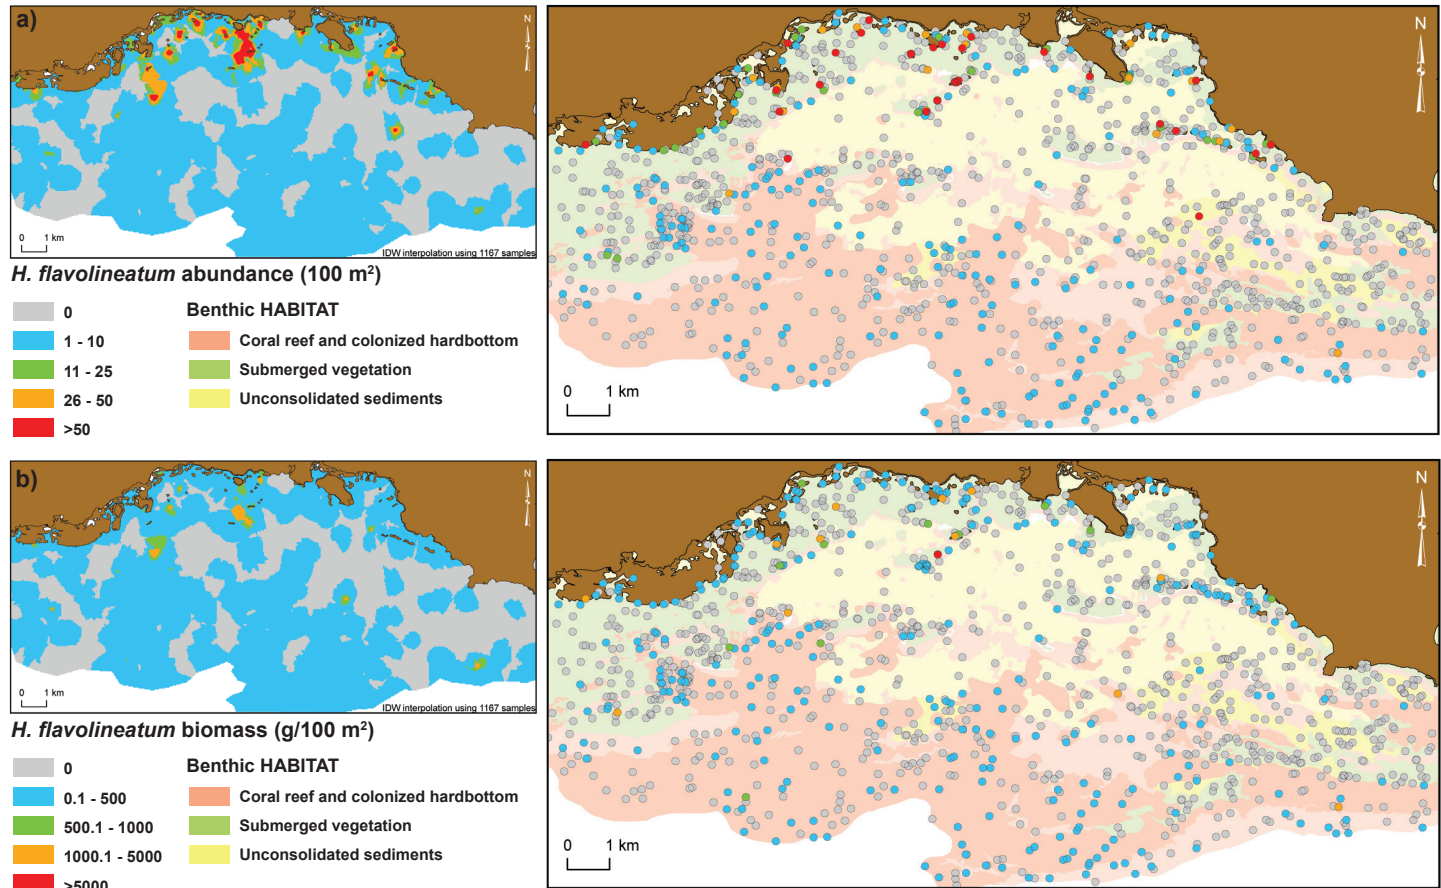 a)
N
0 1 km
IDW interpolation using 1167 samples
H. flavolineatum abundance (100 m²)
0
1 - 10
11 - 25
26 - 50
>50
Benthic HABITAT
Coral reef and colonized hardbottom
Submerged vegetation
Unconsolidated sediments
N
0 1 km
b)
N
0 1 km
IDW interpolation using 1167 samples
H. flavolineatum biomass (g/100 m²)
0
0.1 - 500
500.1 - 1000
1000.1 - 5000
>5000
Benthic HABITAT
Coral reef and colonized hardbottom
Submerged vegetation
Unconsolidated sediments
N
0 1 km